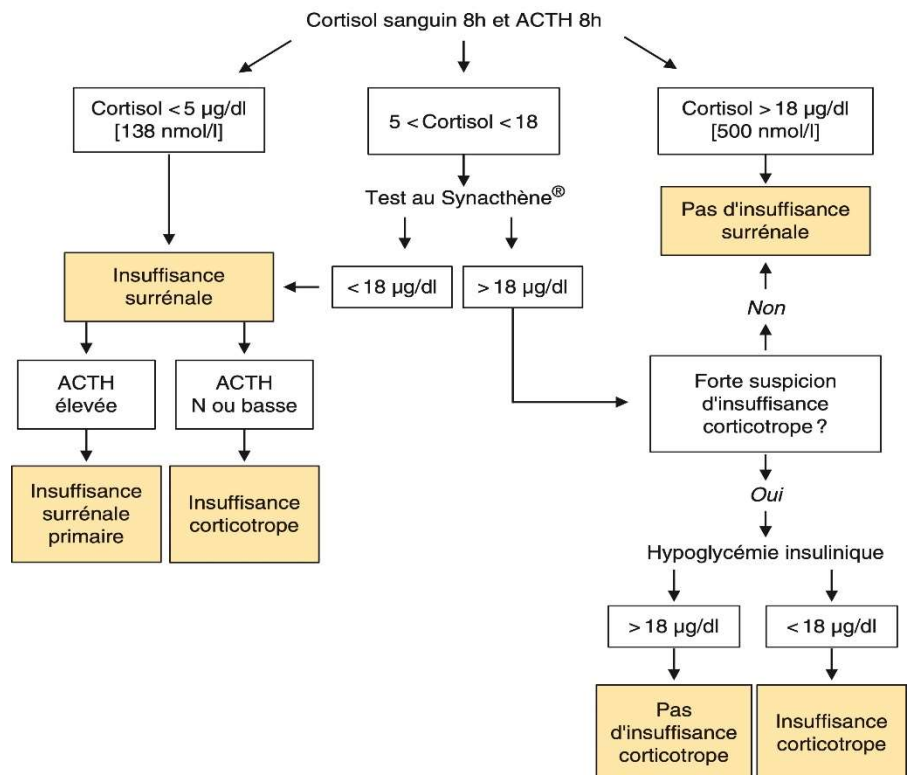 Cortisol sanguin 8h et ACTH 8h
Cortisol < 5 µg/dl
[138 nmol/l]
5 < Cortisol < 18
Cortisol > 18 µg/dl
[500 nmol/l]
Test au Synacthène®
Pas d'insuffisance
surrénale
Insuffisance
surrénale
< 18 µg/dl
> 18 µg/dl
Non
ACTH
élevée
ACTH
N ou basse
Forte suspicion
d'insuffisance
corticotrope ?
Insuffisance
surrénale
primaire
Insuffisance
corticotrope
Oui
Hypoglycémie insulinique
> 18 µg/dl
< 18 µg/dl
Pas
d'insuffisance
corticotrope
Insuffisance
corticotrope